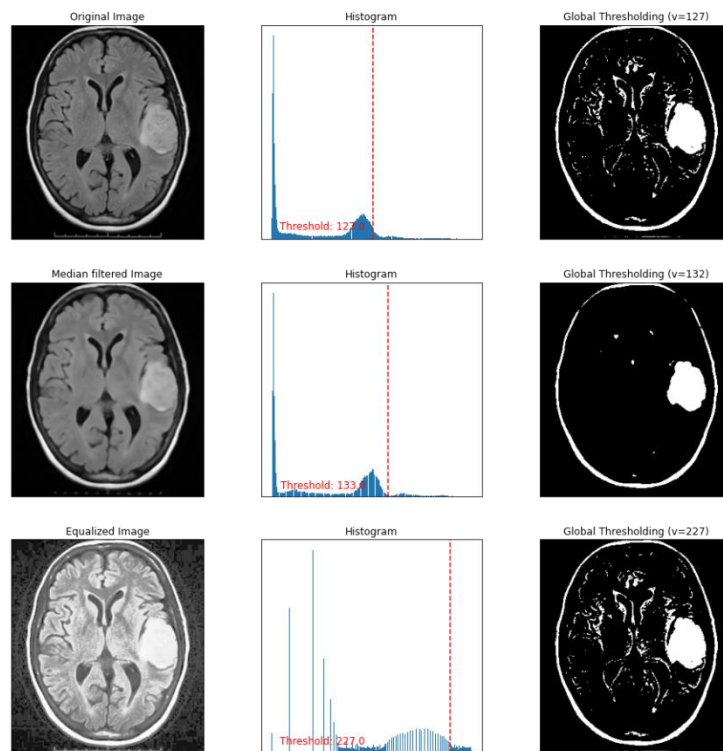 Original Image
Histogram
Global Thresholding (v=127)
Threshold: 127.0
Median filtered Image
Histogram
Global Thresholding (v=132)
Threshold: 133.0
Equalized Image
Histogram
Global Thresholding (v=227)
Threshold: 227.0